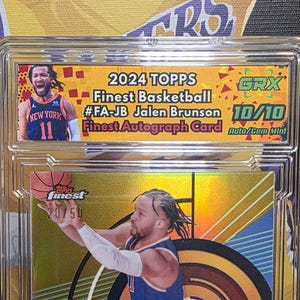 2024 TOPPS
Finest Basketball
#FA-JB Jalen Brunson
Finest Autograph Card
GRX
10/10
Auto/Gem Mint
NEW YORK
11
Topps
finest